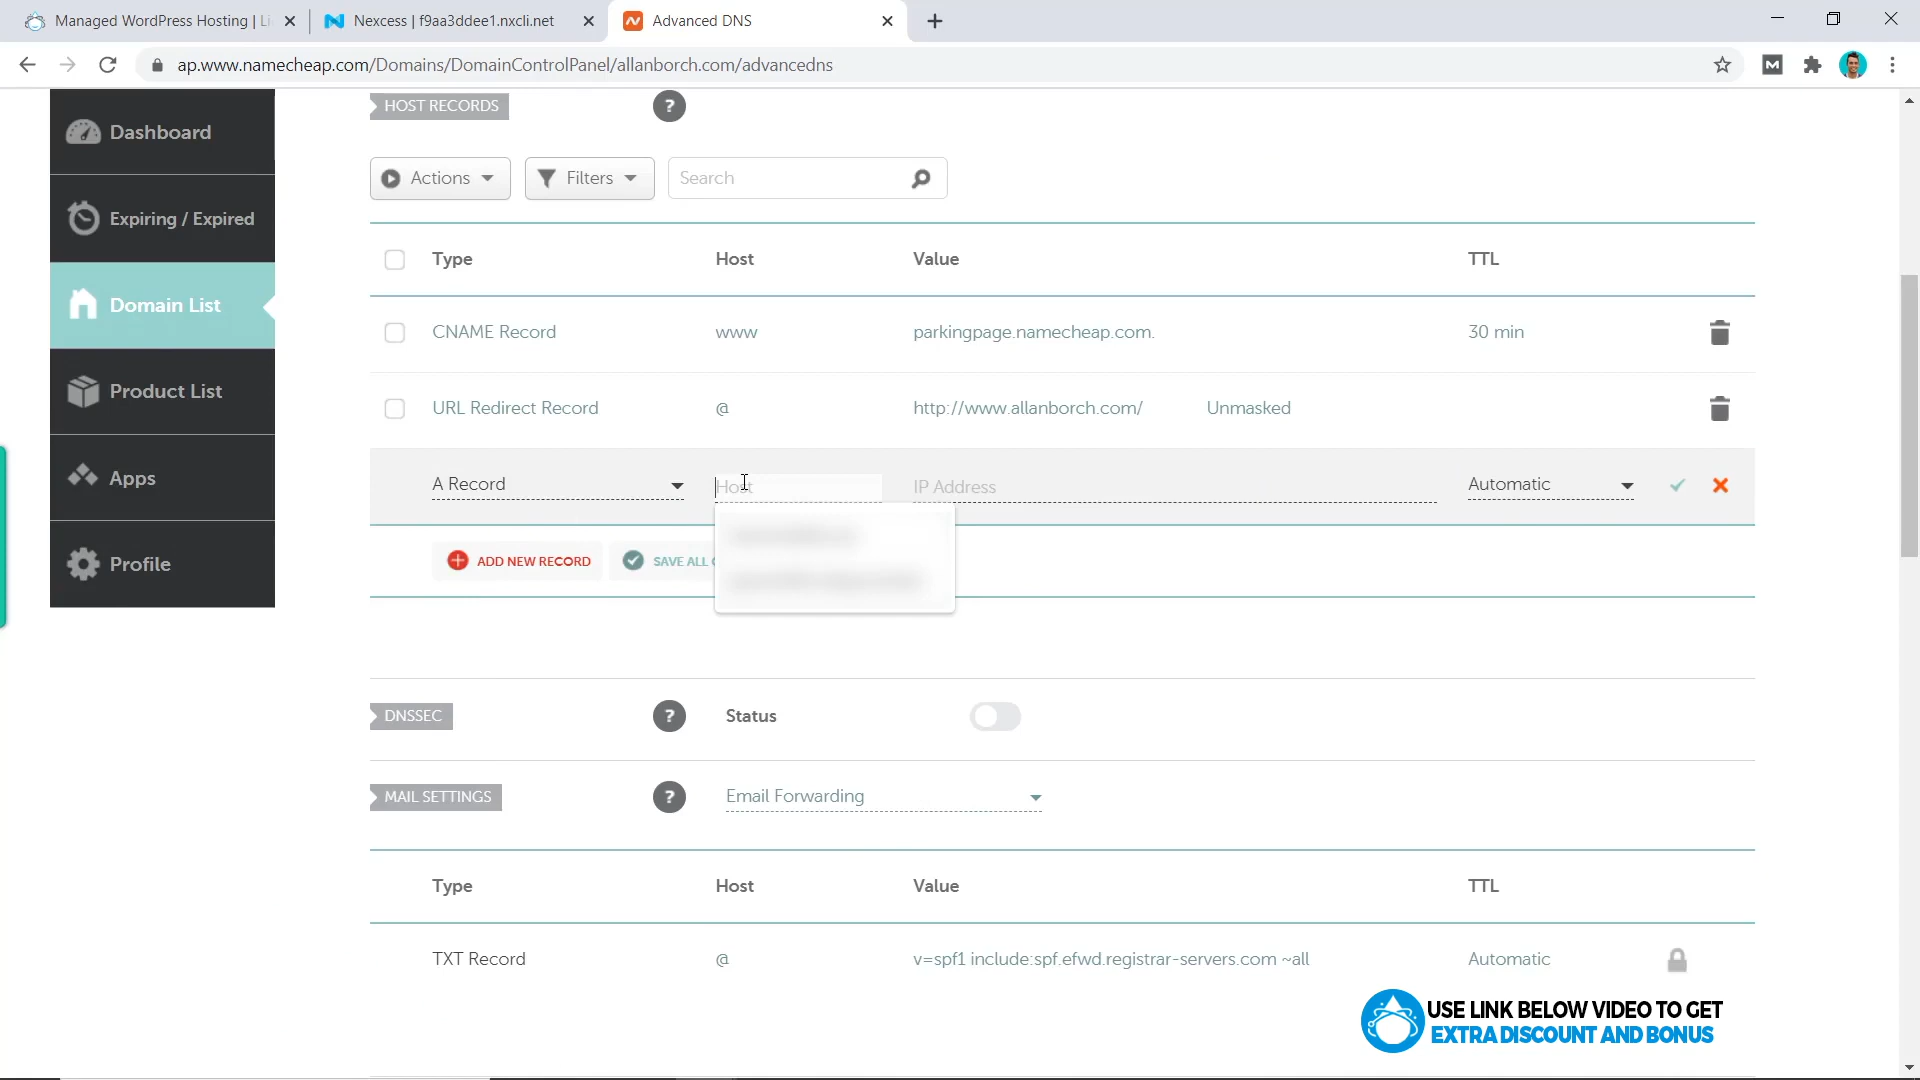 Managed WordPress Hosting | Li
Nexcess | f9aa3ddee1.nxcli.net
Advanced DNS
ap.www.namecheap.com/Domains/DomainControlPanel/allanborch.com/advancedns
HOST RECORDS
?
Dashboard
Actions
Filters
Search
Expiring / Expired
Type Host Value TTL
Domain List
CNAME Record www parkingpage.namecheap.com. 30 min
Product List
URL Redirect Record @ http://www.allanborch.com/ Unmasked
Apps
A Record Host IP Address Automatic
ADD NEW RECORD
SAVE ALL
Profile
DNSSEC ? Status
MAIL SETTINGS ? Email Forwarding
Type Host Value TTL
TXT Record @ v=spf1 include:spf.efwd.registrar-servers.com ~all Automatic
USE LINK BELOW VIDEO TO GET
EXTRA DISCOUNT AND BONUS